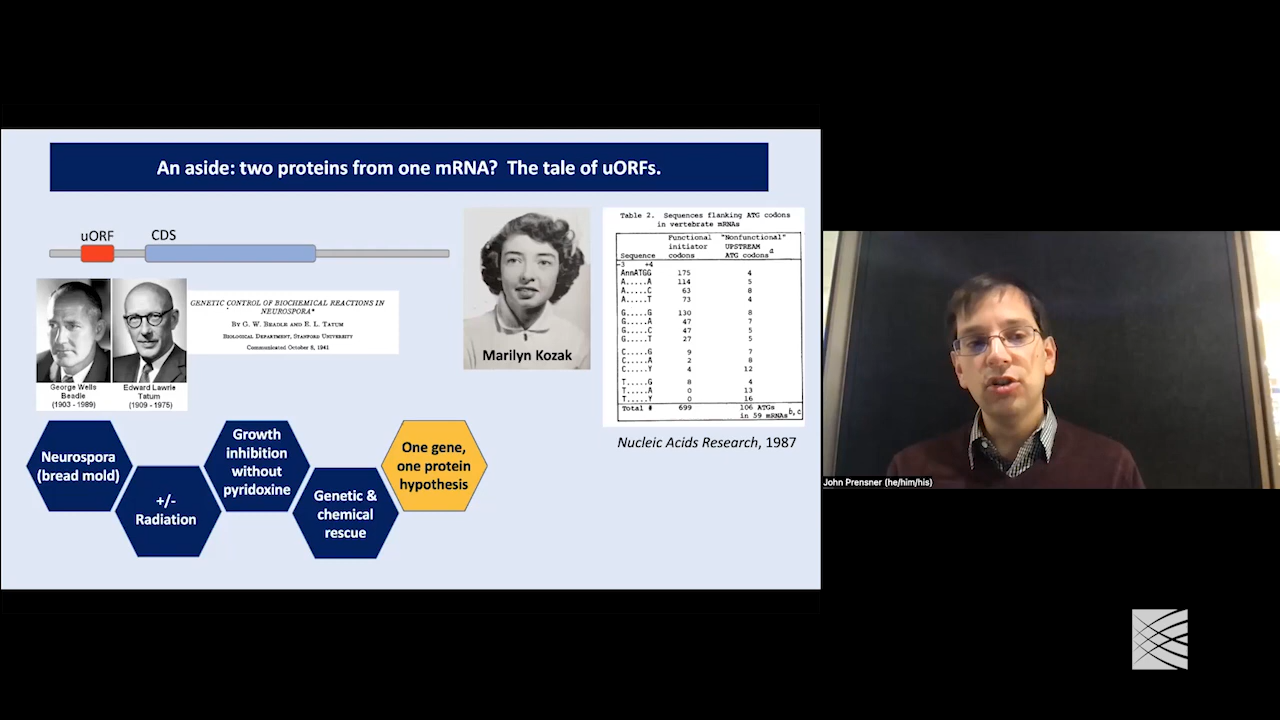 An aside: two proteins from one mRNA?  The tale of uORFs.
uORF
CDS
George Wells
Beadle
(1903 - 1989)
Edward Lawrie
Tatum
(1909 - 1975)
GENETIC CONTROL OF BIOCHEMICAL REACTIONS IN
NEUROSPORA*
BY G. W. BEADLE AND E. L. TATUM
BIOLOGICAL DEPARTMENT, STANFORD UNIVERSITY
Communicated October 8, 1941
Neurospora
(bread mold)
+/-
Radiation
Growth
inhibition
without
pyridoxine
Genetic &
chemical
rescue
One gene,
one protein
hypothesis
Marilyn Kozak
Table 2. Sequences flanking ATG codons
in vertebrate mRNAs
Functional "Nonfunctional"
initiator UPSTREAM
Sequence codons ATG codons a
-3 +4
AnnATGG 175 4
A.....A 114 5
A.....C 63 8
A.....T 73 4
G.....G 130 8
G.....A 47 7
G.....C 47 5
G.....T 27 5
C.....G 9 7
C.....A 2 8
C.....Y 4 12
T.....G 8 4
T.....A 0 13
T.....Y 0 16
Total # 699 106 ATGs
in 59 mRNAs b, c
Nucleic Acids Research, 1987
John Prensner (he/him/his)